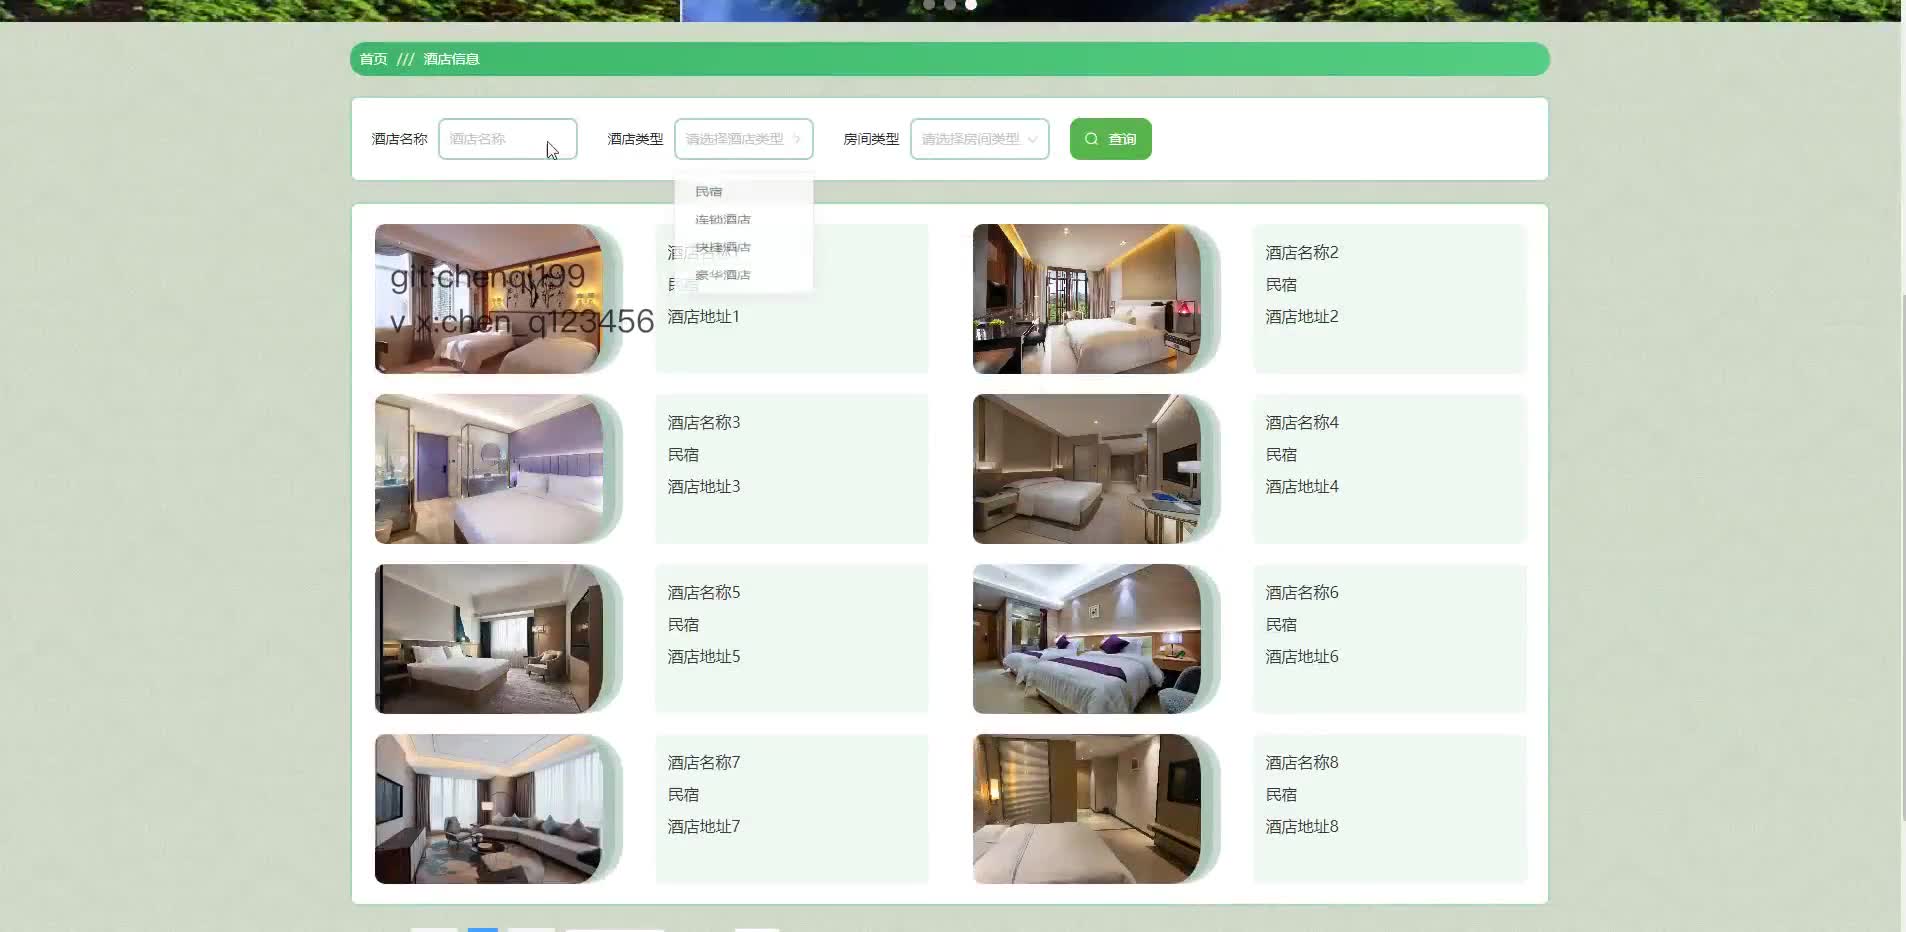 首页 /// 酒店信息
酒店名称 酒店名称 酒店类型 请选择酒店类型 房间类型 请选择房间类型 查询
民宿
连锁酒店
快捷酒店
豪华酒店
git:chenqi199
v x:chen_q123456
民宿
酒店地址1
酒店名称2
民宿
酒店地址2
酒店名称3
民宿
酒店地址3
酒店名称4
民宿
酒店地址4
酒店名称5
民宿
酒店地址5
酒店名称6
民宿
酒店地址6
酒店名称7
民宿
酒店地址7
酒店名称8
民宿
酒店地址8